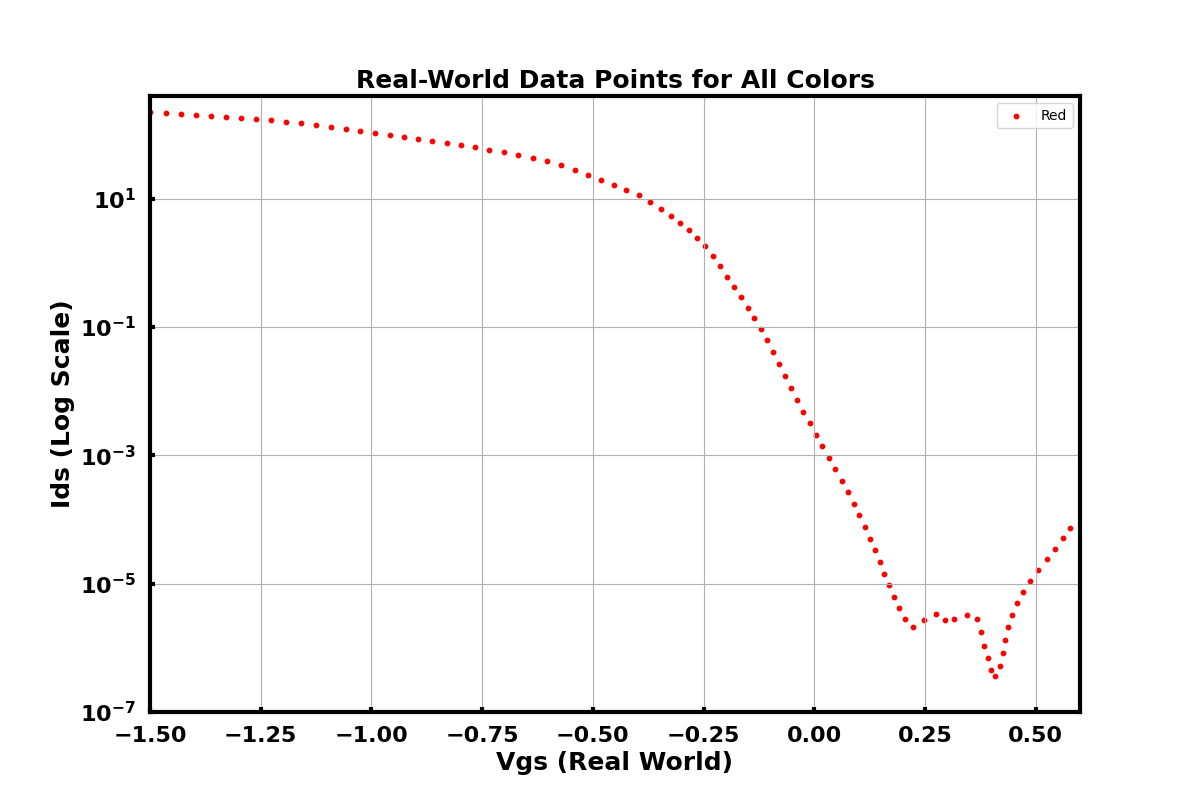 Real-World Data Points for All Colors
Red
10¹
10⁻¹
10⁻³
10⁻⁵
10⁻⁷
Ids (Log Scale)
−1.50 −1.25 −1.00 −0.75 −0.50 −0.25 0.00 0.25 0.50
Vgs (Real World)